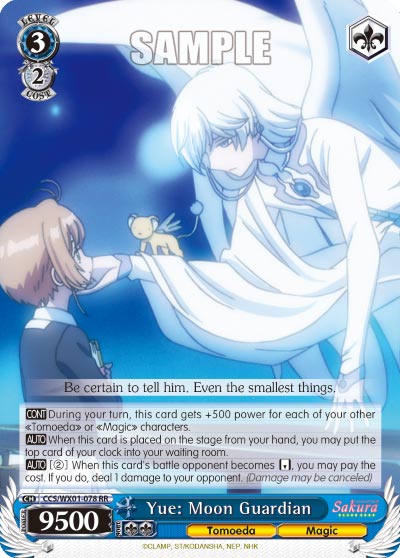 LEVEL
3
2
COST
SAMPLE
Be certain to tell him. Even the smallest things.
CONT During your turn, this card gets +500 power for each of your other
«Tomoeda» or «Magic» characters.
AUTO When this card is placed on the stage from your hand, you may put the
top card of your clock into your waiting room.
AUTO [②] When this card's battle opponent becomes [ ], you may pay the
cost. If you do, deal 1 damage to your opponent. (Damage may be canceled)
CH CCS/WX01-078 RR
POWER 9500 SOUL
Yue: Moon Guardian
Sakura
Tomoeda Magic
©CLAMP, ST/KODANSHA, NEP, NHK